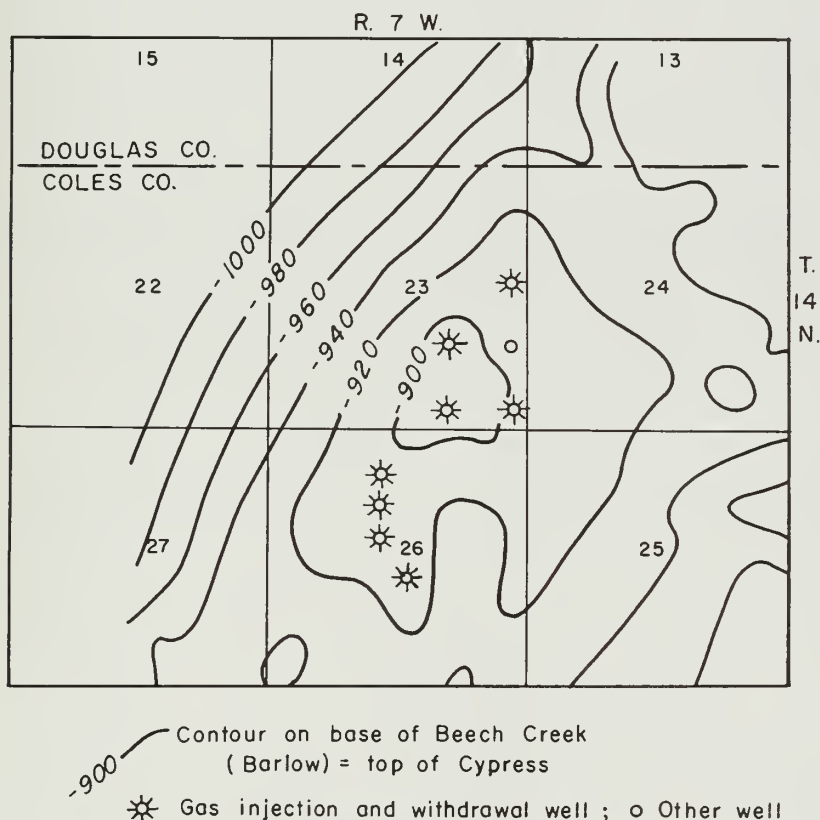 R. 7 W.
15 14 13
DOUGLAS CO.
COLES CO.
T.
14
N.
22 23 24
- 1000
- 980
- 960
- 940
- 920
- 900
27 26 25
-900 Contour on base of Beech Creek
(Barlow) = top of Cypress
Gas injection and withdrawal well ; o Other well